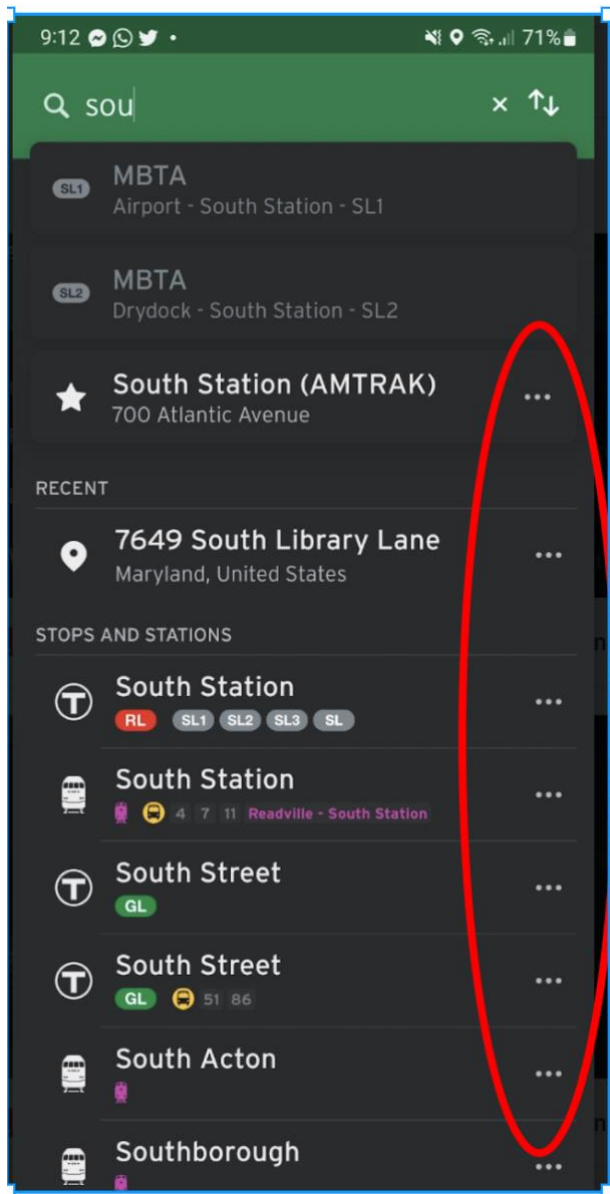 9:12 71%
sou
SL1 MBTA
Airport - South Station - SL1
SL2 MBTA
Drydock - South Station - SL2
South Station (AMTRAK)
700 Atlantic Avenue
RECENT
7649 South Library Lane
Maryland, United States
STOPS AND STATIONS
T South Station
RL SL1 SL2 SL3 SL
South Station
4 7 11 Readville - South Station
T South Street
GL
T South Street
GL 51 86
South Acton
Southborough